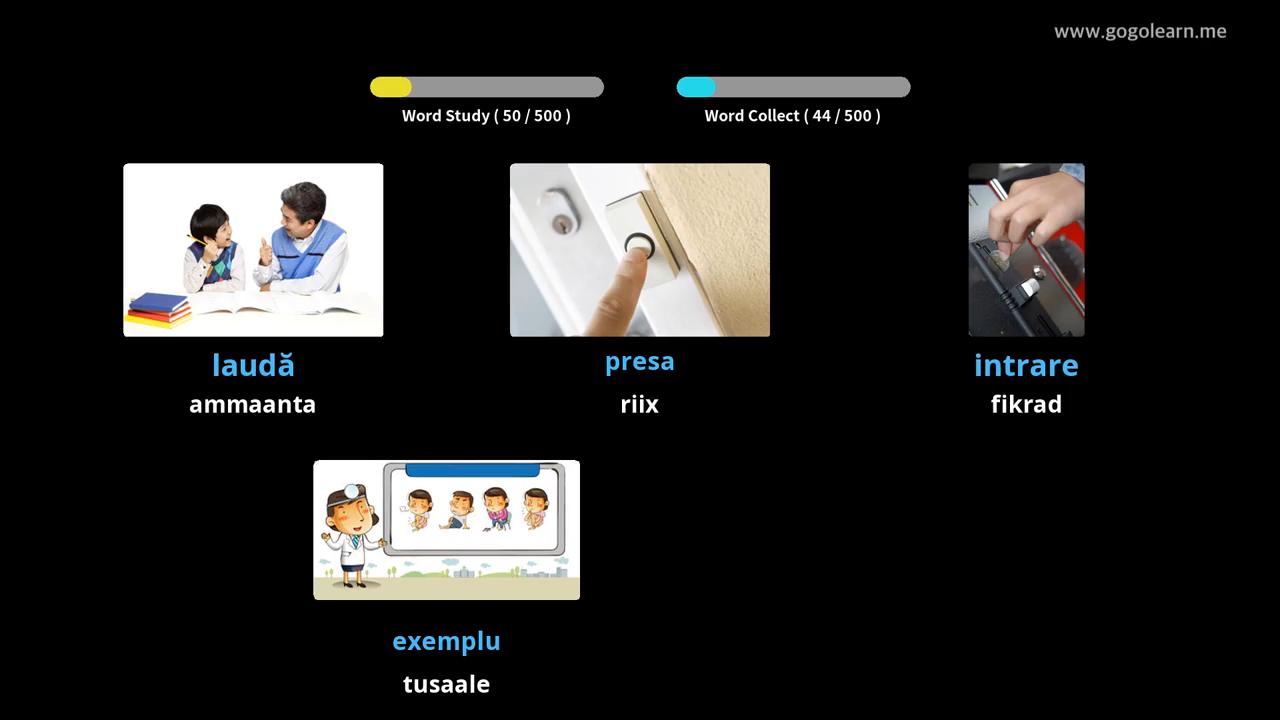 www.gogolearn.me
Word Study ( 50 / 500 )
Word Collect ( 44 / 500 )
laudă
presa
intrare
ammaanta
riix
fikrad
exemplu
tusaale